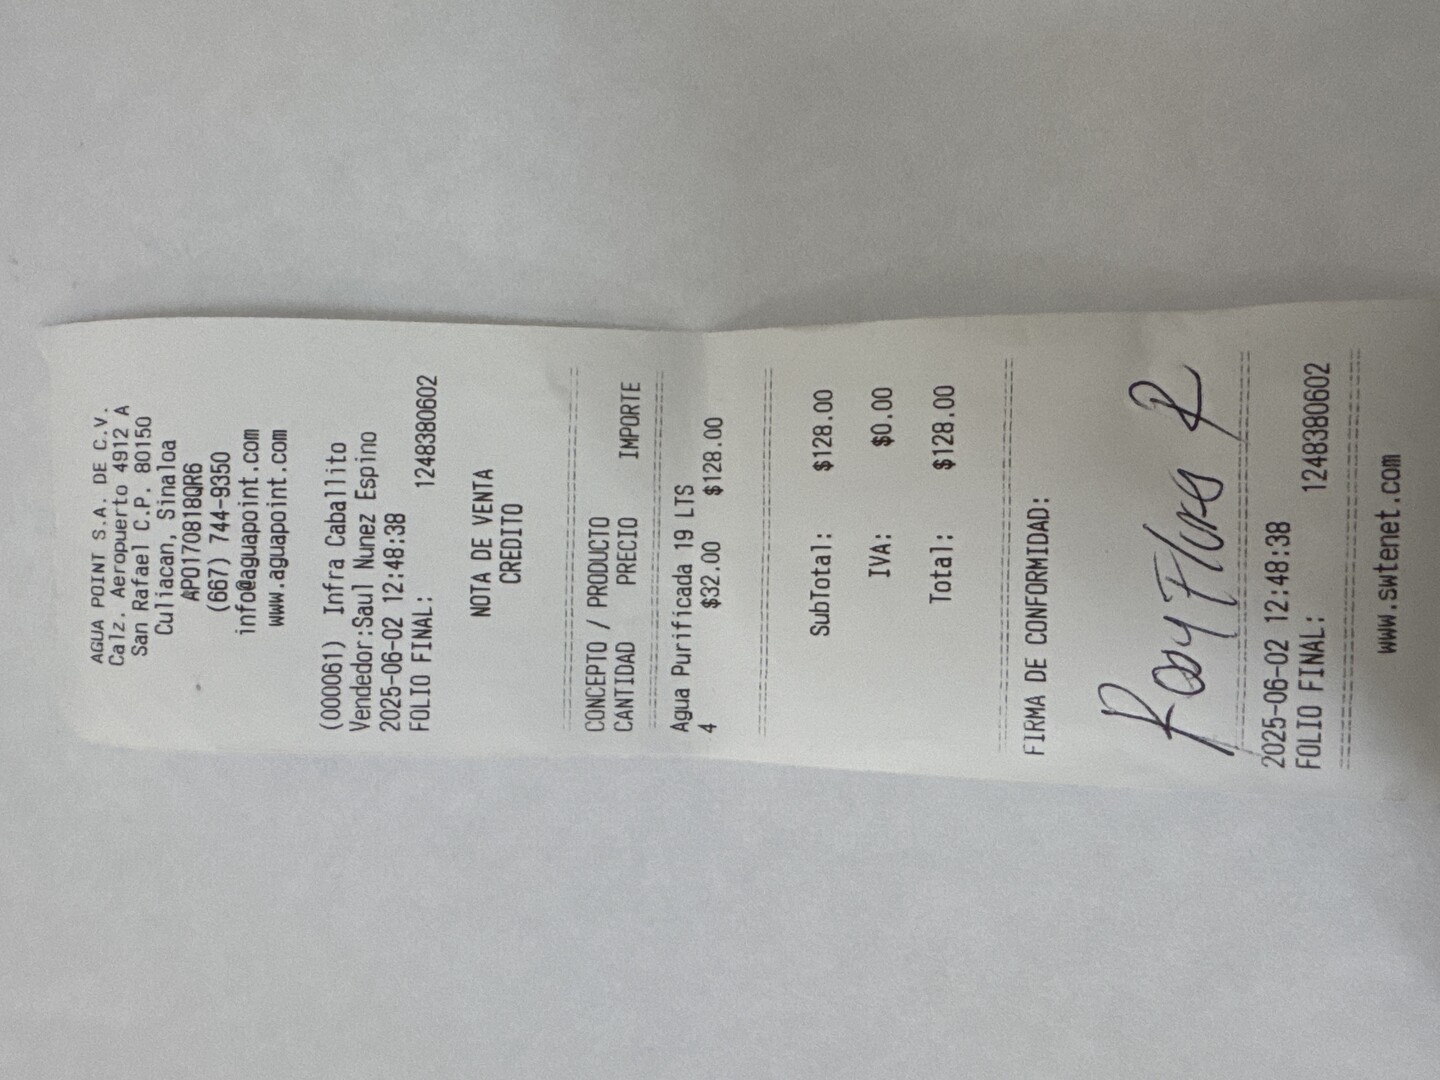 AGUA POINT S.A. DE C.V.
Calz. Aeropuerto 4912 A
San Rafael C.P. 80150
Culiacan, Sinaloa
APO170818QR6
(667) 744-9350
info@aguapoint.com
www.aguapoint.com
(000061) Infra Caballito
Vendedor:Saul Nunez Espino
2025-06-02 12:48:38
FOLIO FINAL: 1248380602
NOTA DE VENTA
CREDITO
CONCEPTO / PRODUCTO
CANTIDAD PRECIO IMPORTE
Agua Purificada 19 LTS
4 $32.00 $128.00
SubTotal: $128.00
IVA: $0.00
Total: $128.00
FIRMA DE CONFORMIDAD:
Rosy Flores R
2025-06-02 12:48:38
FOLIO FINAL: 1248380602
www.swtenet.com